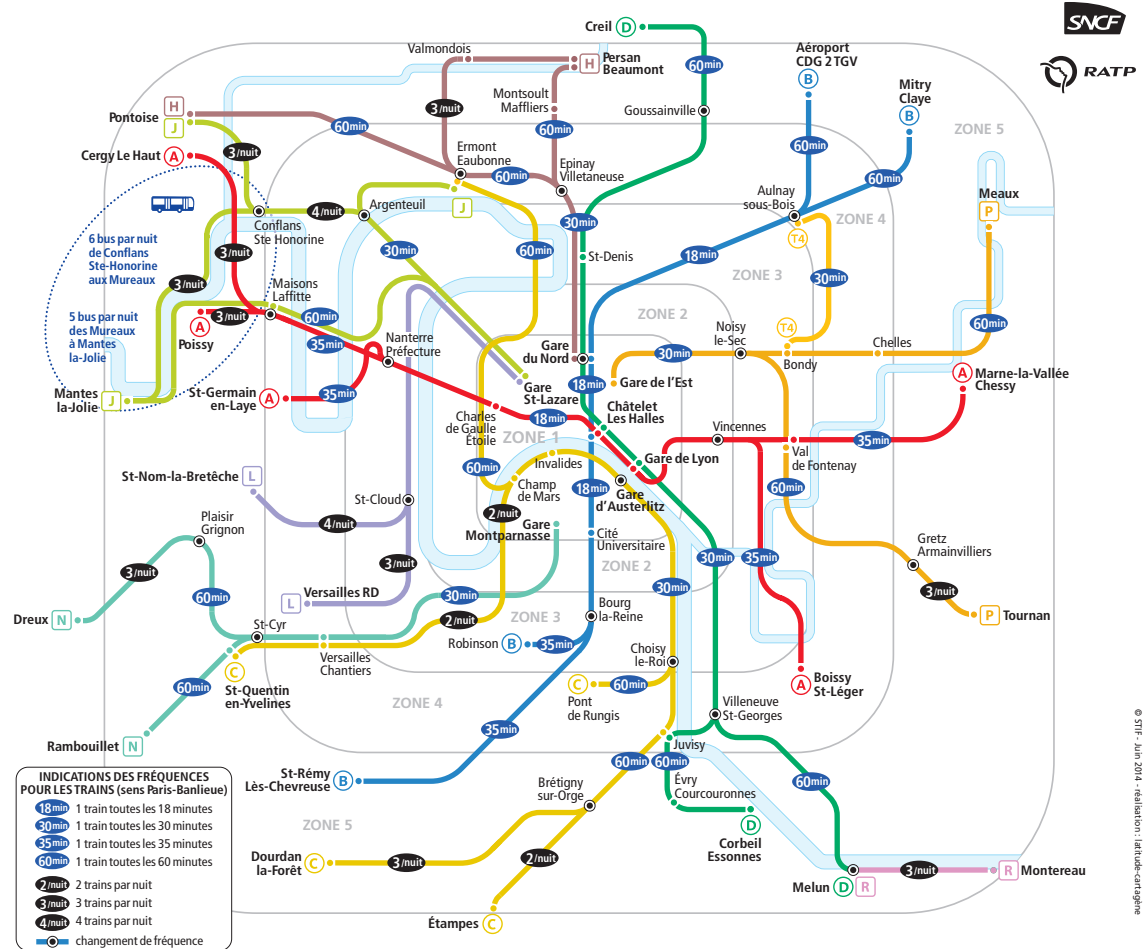 SNCF
RATP
Creil D
60min
Valmondois
H Persan
Beaumont
Aéroport
CDG 2 TGV
B
Mitry
Claye
B
ZONE 5
Montsoult
Maffliers
Goussainville
H
Pontoise
J
3/nuit
60min
60min
60min
60min
Cergy Le Haut A
3/nuit
Ermont
Eaubonne
60min
Epinay
Villetaneuse
Aulnay
sous-Bois
ZONE 4
Meaux
P
4/nuit
Argenteuil
J
30min
T4
Conflans
Ste Honorine
6 bus par nuit
de Conflans
Ste-Honorine
aux Mureaux
3/nuit
30min
60min
St-Denis
18min
ZONE 3
30min
3/nuit
Maisons
Laffitte
5 bus par nuit
des Mureaux
à Mantes
la-Jolie
3/nuit
A
Poissy
60min
35min
ZONE 2
Noisy
le-Sec
T4
60min
Nanterre
Préfecture
Gare
du Nord
30min
Bondy
Chelles
Mantes
la-Jolie
J
St-Germain
en-Laye
A
35min
Gare
St-Lazare
18min
Gare de l'Est
A Marne-la-Vallée
Chessy
Charles
de Gaulle
Étoile
18min
Châtelet
Les Halles
Vincennes
35min
ZONE 1
Invalides
Gare de Lyon
Val
de Fontenay
St-Nom-la-Bretêche L
60min
Champ
de Mars
18min
Gare
d'Austerlitz
60min
St-Cloud
4/nuit
2/nuit
Gare
Montparnasse
Cité
Universitaire
Plaisir
Grignon
3/nuit
3/nuit
30min
35min
Gretz
Armainvilliers
ZONE 2
60min
L
Versailles RD
30min
30min
3/nuit
Dreux N
St-Cyr
2/nuit
ZONE 3
Bourg
la-Reine
P Tournan
Robinson B 35min
Versailles
Chantiers
Choisy
le-Roi
C
St-Quentin
en-Yvelines
60min
C 60min
Pont
de Rungis
A Boissy
St-Léger
ZONE 4
Villeneuve
St-Georges
Rambouillet N
35min
Juvisy
60min
60min
St-Rémy
Lès-Chevreuse
B
Brétigny
sur-Orge
Évry
Courcouronnes
60min
ZONE 5
D
Corbeil
Essonnes
Dourdan
la-Forêt
C
3/nuit
2/nuit
Melun D R
3/nuit
R Montereau
Étampes C
INDICATIONS DES FRÉQUENCES
POUR LES TRAINS (sens Paris-Banlieue)
18min 1 train toutes les 18 minutes
30min 1 train toutes les 30 minutes
35min 1 train toutes les 35 minutes
60min 1 train toutes les 60 minutes
2/nuit 2 trains par nuit
3/nuit 3 trains par nuit
4/nuit 4 trains par nuit
changement de fréquence
© STIF - Juin 2014 - réalisation : latitude-cartagène